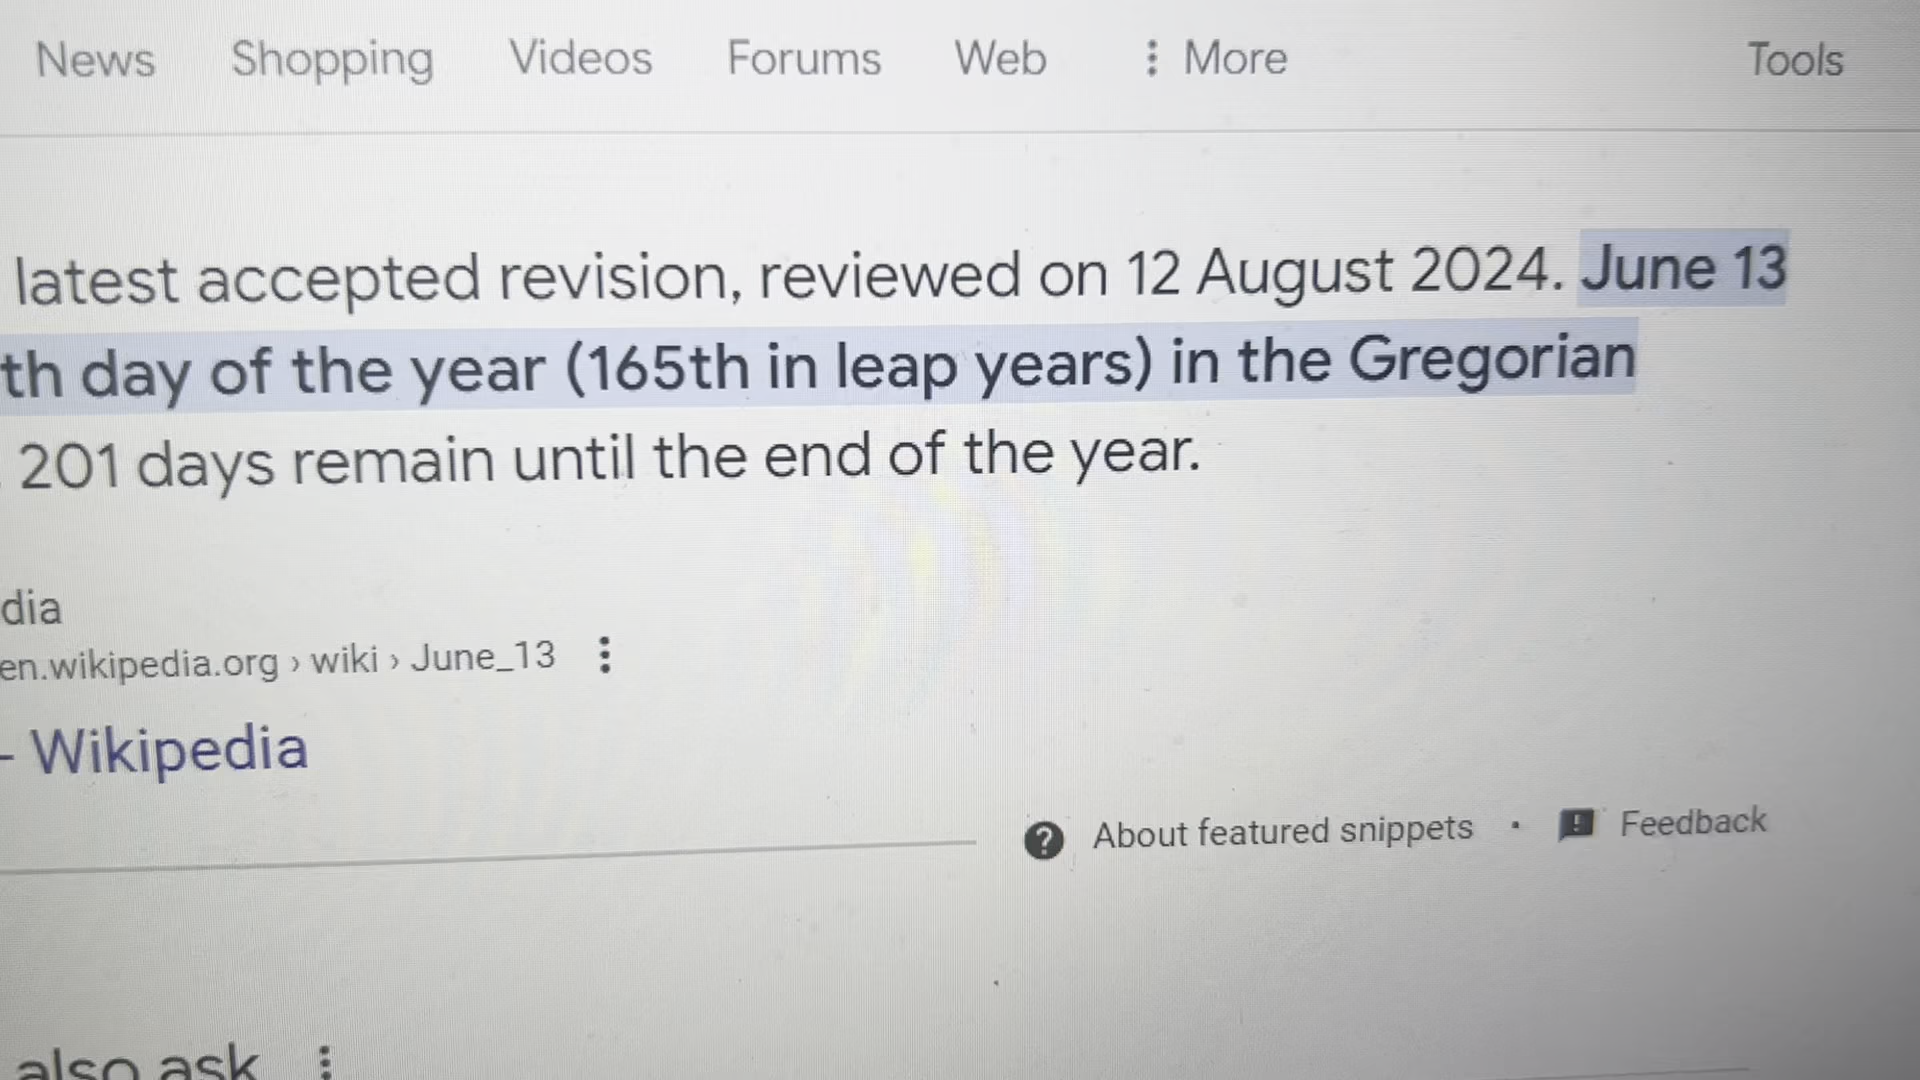 News Shopping Videos Forums Web More Tools
latest accepted revision, reviewed on 12 August 2024. June 13
th day of the year (165th in leap years) in the Gregorian
201 days remain until the end of the year.
dia
en.wikipedia.org › wiki › June_13
- Wikipedia
About featured snippets · Feedback
also ask